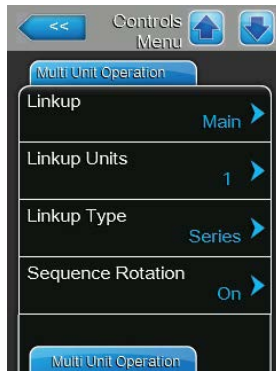 <<
Controls
Menu
Multi Unit Operation
Linkup
Main
Linkup Units
1
Linkup Type
Series
Sequence Rotation
On
Multi Unit Operation